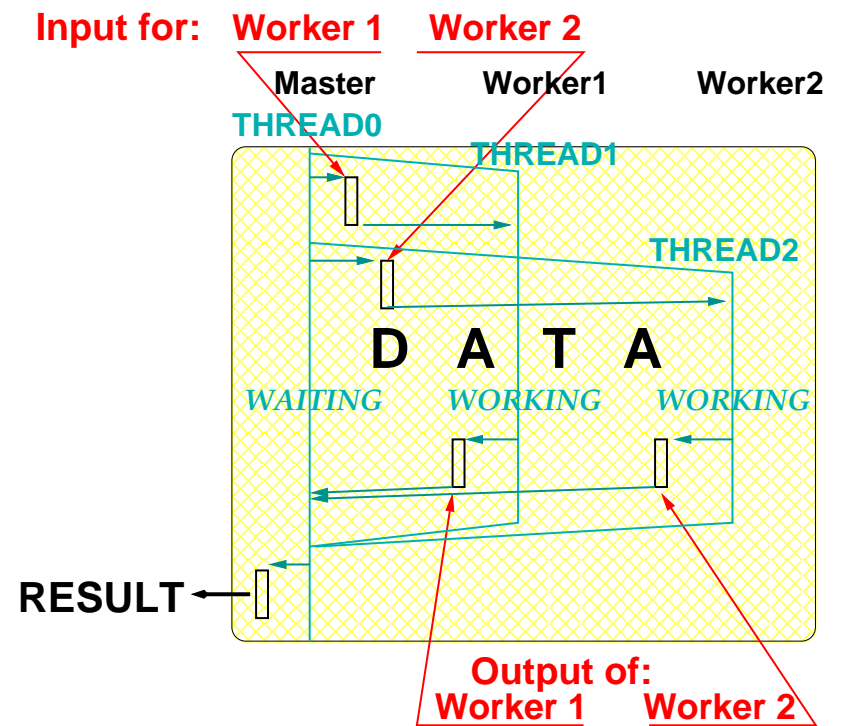 Input for: Worker 1 Worker 2
Master Worker1 Worker2
THREAD0
THREAD1
THREAD2
D A T A
WAITING WORKING WORKING
RESULT
Output of:
Worker 1 Worker 2